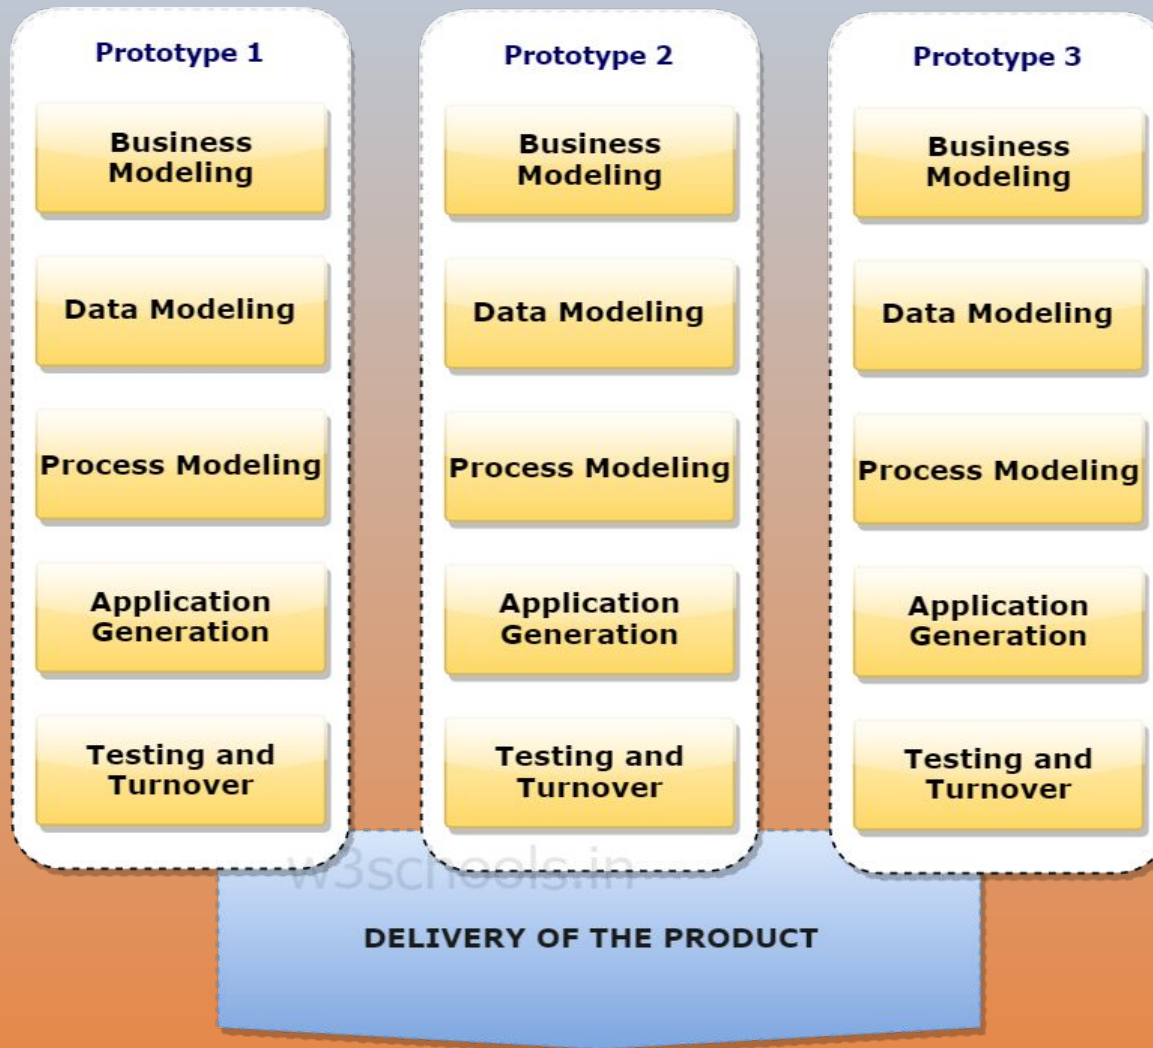 Prototype 1
Business
Modeling
Data Modeling
Process Modeling
Application
Generation
Testing and
Turnover
Prototype 2
Business
Modeling
Data Modeling
Process Modeling
Application
Generation
Testing and
Turnover
Prototype 3
Business
Modeling
Data Modeling
Process Modeling
Application
Generation
Testing and
Turnover
w3schools.in
DELIVERY OF THE PRODUCT